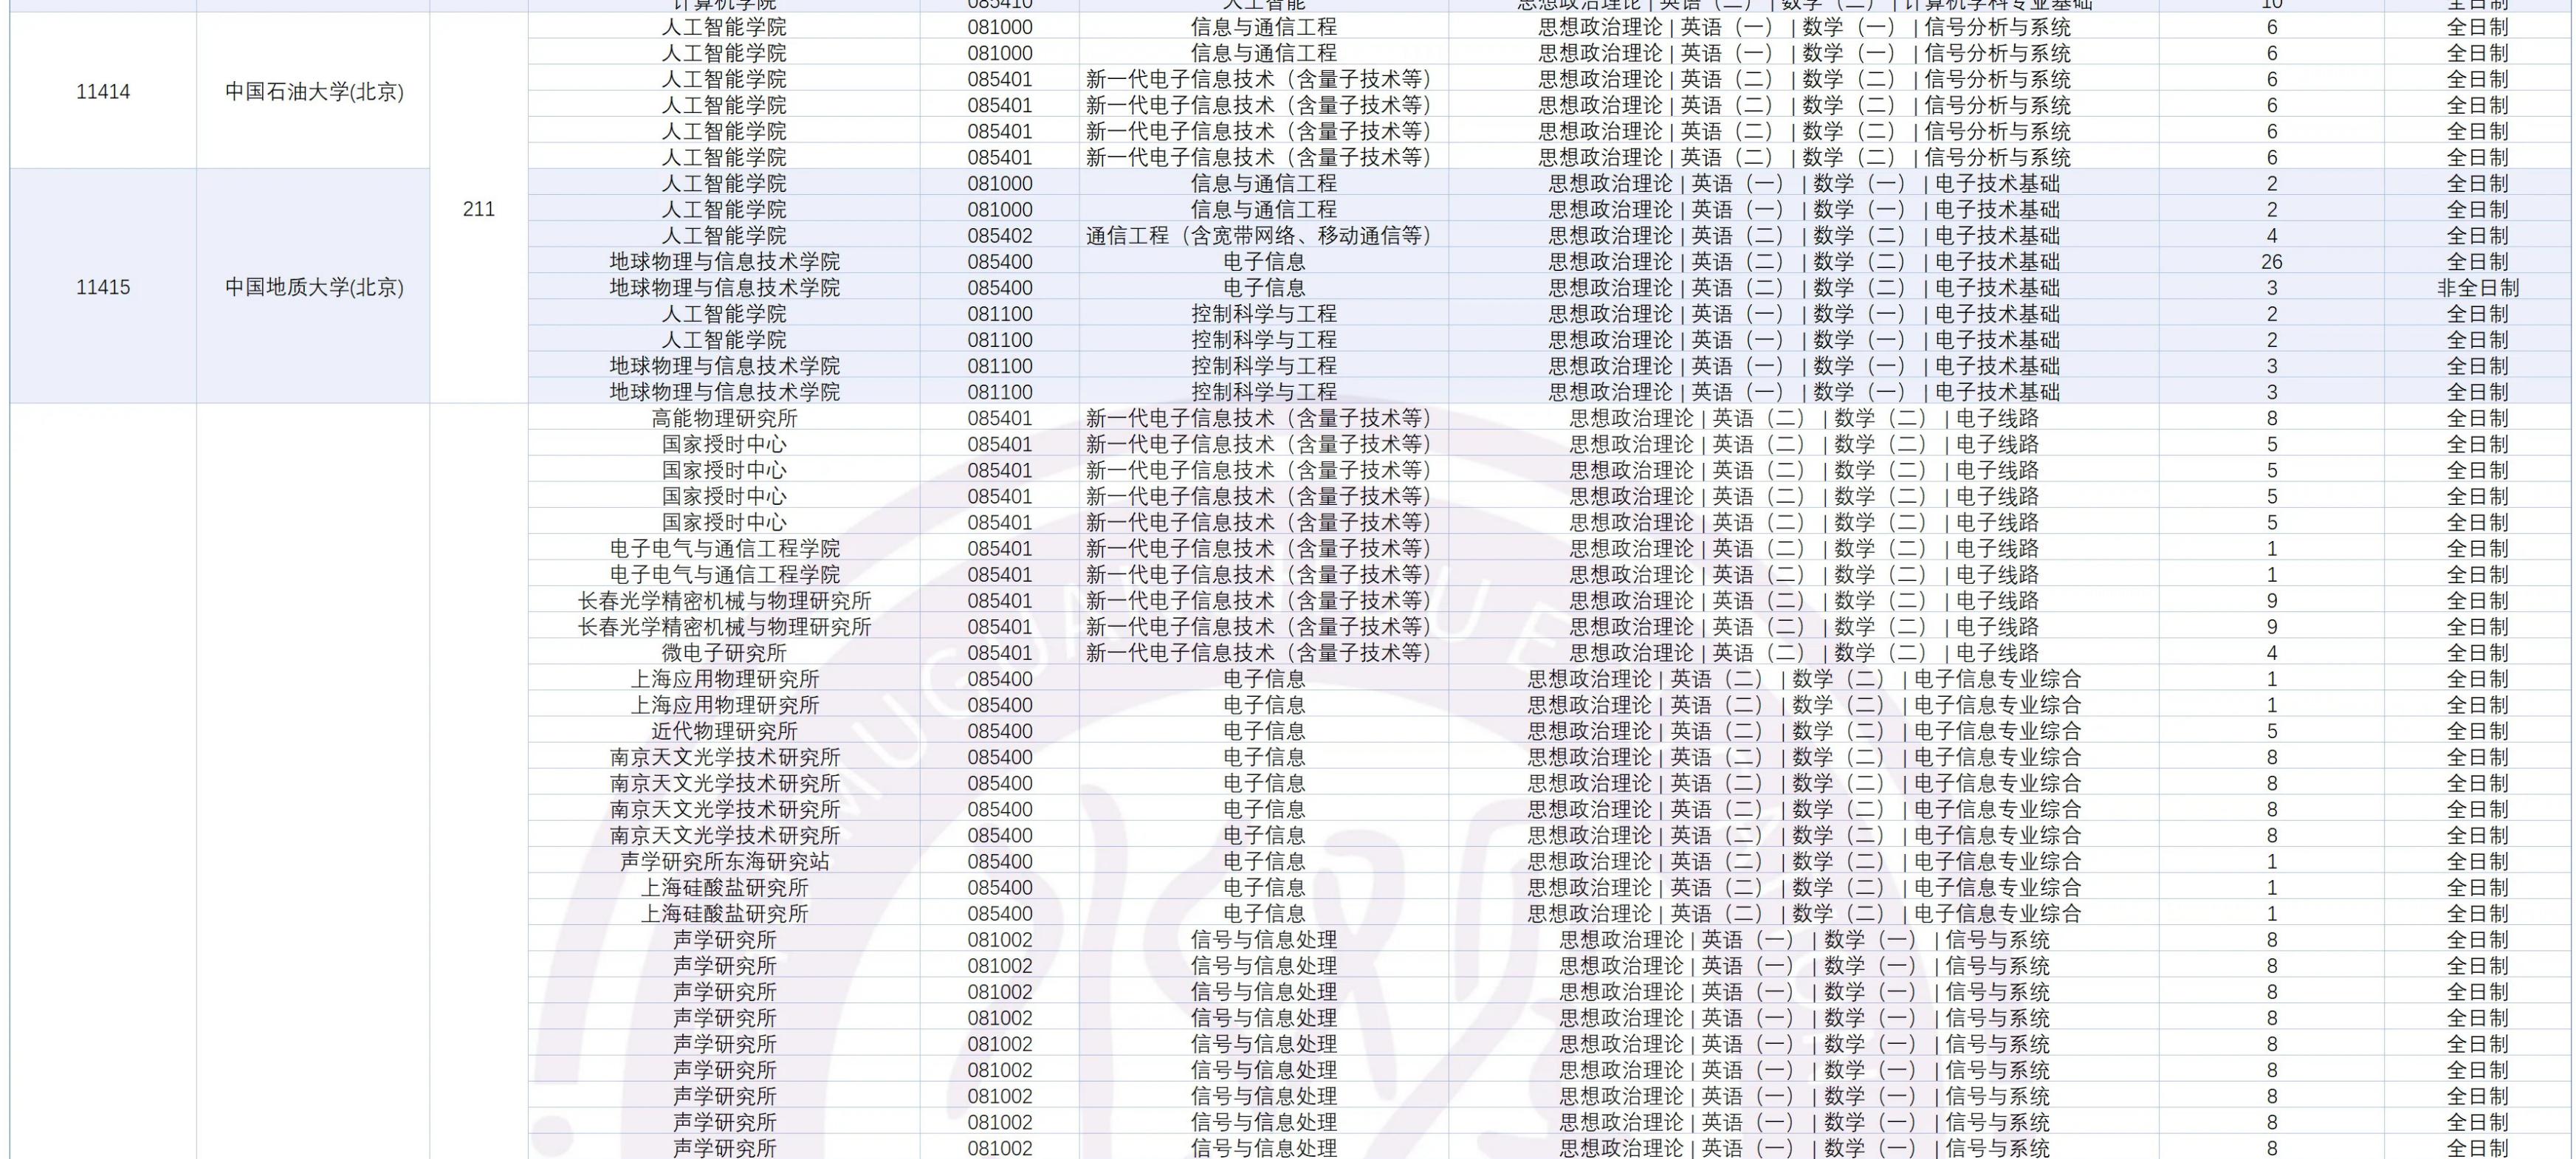 计算机学院 085410 人工智能 思想政治理论 | 英语（二） | 数学（二） | 计算机学科专业基础 10 全日制
人工智能学院 081000 信息与通信工程 思想政治理论 | 英语（一） | 数学（一） | 信号分析与系统 6 全日制
人工智能学院 081000 信息与通信工程 思想政治理论 | 英语（一） | 数学（一） | 信号分析与系统 6 全日制
人工智能学院 085401 新一代电子信息技术（含量子技术等） 思想政治理论 | 英语（二） | 数学（二） | 信号分析与系统 6 全日制
11414 中国石油大学(北京) 人工智能学院 085401 新一代电子信息技术（含量子技术等） 思想政治理论 | 英语（二） | 数学（二） | 信号分析与系统 6 全日制
人工智能学院 085401 新一代电子信息技术（含量子技术等） 思想政治理论 | 英语（二） | 数学（二） | 信号分析与系统 6 全日制
人工智能学院 085401 新一代电子信息技术（含量子技术等） 思想政治理论 | 英语（二） | 数学（二） | 信号分析与系统 6 全日制
人工智能学院 081000 信息与通信工程 思想政治理论 | 英语（一） | 数学（一） | 电子技术基础 2 全日制
211 人工智能学院 081000 信息与通信工程 思想政治理论 | 英语（一） | 数学（一） | 电子技术基础 2 全日制
人工智能学院 085402 通信工程（含宽带网络、移动通信等） 思想政治理论 | 英语（二） | 数学（二） | 电子技术基础 4 全日制
地球物理与信息技术学院 085400 电子信息 思想政治理论 | 英语（二） | 数学（二） | 电子技术基础 26 全日制
11415 中国地质大学(北京) 地球物理与信息技术学院 085400 电子信息 思想政治理论 | 英语（二） | 数学（二） | 电子技术基础 3 非全日制
人工智能学院 081100 控制科学与工程 思想政治理论 | 英语（一） | 数学（一） | 电子技术基础 2 全日制
人工智能学院 081100 控制科学与工程 思想政治理论 | 英语（一） | 数学（一） | 电子技术基础 2 全日制
地球物理与信息技术学院 081100 控制科学与工程 思想政治理论 | 英语（一） | 数学（一） | 电子技术基础 3 全日制
地球物理与信息技术学院 081100 控制科学与工程 思想政治理论 | 英语（一） | 数学（一） | 电子技术基础 3 全日制
高能物理研究所 085401 新一代电子信息技术（含量子技术等） 思想政治理论 | 英语（二） | 数学（二） | 电子线路 8 全日制
国家授时中心 085401 新一代电子信息技术（含量子技术等） 思想政治理论 | 英语（二） | 数学（二） | 电子线路 5 全日制
国家授时中心 085401 新一代电子信息技术（含量子技术等） 思想政治理论 | 英语（二） | 数学（二） | 电子线路 5 全日制
国家授时中心 085401 新一代电子信息技术（含量子技术等） 思想政治理论 | 英语（二） | 数学（二） | 电子线路 5 全日制
国家授时中心 085401 新一代电子信息技术（含量子技术等） 思想政治理论 | 英语（二） | 数学（二） | 电子线路 5 全日制
电子电气与通信工程学院 085401 新一代电子信息技术（含量子技术等） 思想政治理论 | 英语（二） | 数学（二） | 电子线路 1 全日制
电子电气与通信工程学院 085401 新一代电子信息技术（含量子技术等） 思想政治理论 | 英语（二） | 数学（二） | 电子线路 1 全日制
长春光学精密机械与物理研究所 085401 新一代电子信息技术（含量子技术等） 思想政治理论 | 英语（二） | 数学（二） | 电子线路 9 全日制
长春光学精密机械与物理研究所 085401 新一代电子信息技术（含量子技术等） 思想政治理论 | 英语（二） | 数学（二） | 电子线路 9 全日制
微电子研究所 085401 新一代电子信息技术（含量子技术等） 思想政治理论 | 英语（二） | 数学（二） | 电子线路 4 全日制
上海应用物理研究所 085400 电子信息 思想政治理论 | 英语（二） | 数学（二） | 电子信息专业综合 1 全日制
上海应用物理研究所 085400 电子信息 思想政治理论 | 英语（二） | 数学（二） | 电子信息专业综合 1 全日制
近代物理研究所 085400 电子信息 思想政治理论 | 英语（二） | 数学（二） | 电子信息专业综合 5 全日制
南京天文光学技术研究所 085400 电子信息 思想政治理论 | 英语（二） | 数学（二） | 电子信息专业综合 8 全日制
南京天文光学技术研究所 085400 电子信息 思想政治理论 | 英语（二） | 数学（二） | 电子信息专业综合 8 全日制
南京天文光学技术研究所 085400 电子信息 思想政治理论 | 英语（二） | 数学（二） | 电子信息专业综合 8 全日制
南京天文光学技术研究所 085400 电子信息 思想政治理论 | 英语（二） | 数学（二） | 电子信息专业综合 8 全日制
声学研究所东海研究站 085400 电子信息 思想政治理论 | 英语（二） | 数学（二） | 电子信息专业综合 1 全日制
上海硅酸盐研究所 085400 电子信息 思想政治理论 | 英语（二） | 数学（二） | 电子信息专业综合 1 全日制
上海硅酸盐研究所 085400 电子信息 思想政治理论 | 英语（二） | 数学（二） | 电子信息专业综合 1 全日制
声学研究所 081002 信号与信息处理 思想政治理论 | 英语（一） | 数学（一） | 信号与系统 8 全日制
声学研究所 081002 信号与信息处理 思想政治理论 | 英语（一） | 数学（一） | 信号与系统 8 全日制
声学研究所 081002 信号与信息处理 思想政治理论 | 英语（一） | 数学（一） | 信号与系统 8 全日制
声学研究所 081002 信号与信息处理 思想政治理论 | 英语（一） | 数学（一） | 信号与系统 8 全日制
声学研究所 081002 信号与信息处理 思想政治理论 | 英语（一） | 数学（一） | 信号与系统 8 全日制
声学研究所 081002 信号与信息处理 思想政治理论 | 英语（一） | 数学（一） | 信号与系统 8 全日制
声学研究所 081002 信号与信息处理 思想政治理论 | 英语（一） | 数学（一） | 信号与系统 8 全日制
声学研究所 081002 信号与信息处理 思想政治理论 | 英语（一） | 数学（一） | 信号与系统 8 全日制
声学研究所 081002 信号与信息处理 思想政治理论 | 英语（一） | 数学（一） | 信号与系统 8 全日制